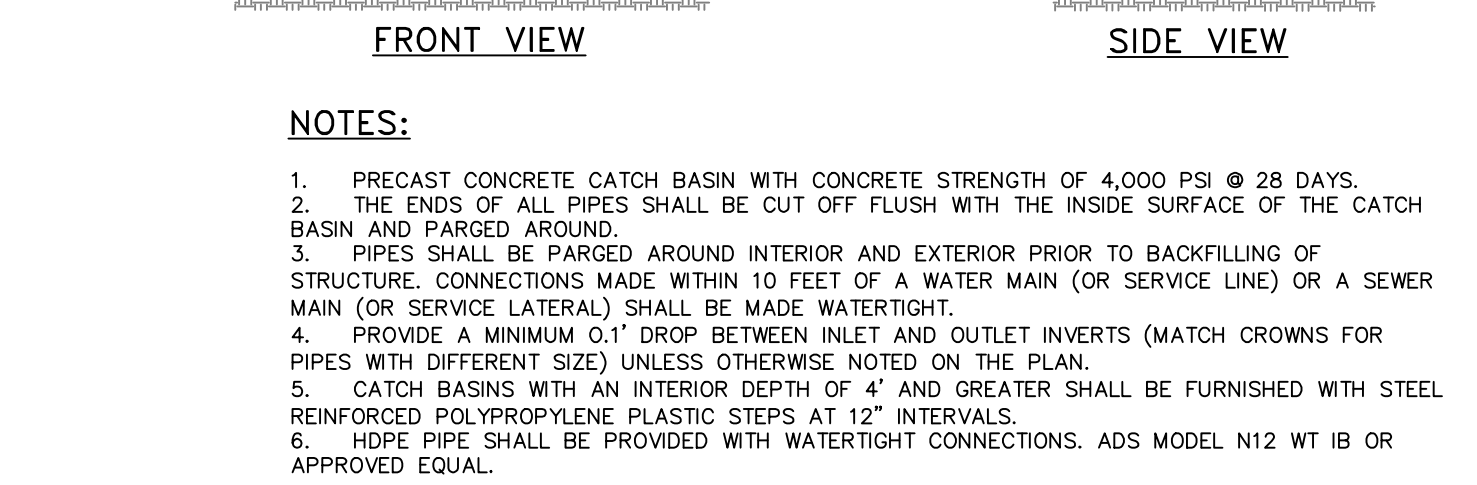 FRONT VIEW
SIDE VIEW
NOTES:
1. PRECAST CONCRETE CATCH BASIN WITH CONCRETE STRENGTH OF 4,000 PSI @ 28 DAYS.
2. THE ENDS OF ALL PIPES SHALL BE CUT OFF FLUSH WITH THE INSIDE SURFACE OF THE CATCH
BASIN AND PARGED AROUND.
3. PIPES SHALL BE PARGED AROUND INTERIOR AND EXTERIOR PRIOR TO BACKFILLING OF
STRUCTURE. CONNECTIONS MADE WITHIN 10 FEET OF A WATER MAIN (OR SERVICE LINE) OR A SEWER
MAIN (OR SERVICE LATERAL) SHALL BE MADE WATERTIGHT.
4. PROVIDE A MINIMUM 0.1' DROP BETWEEN INLET AND OUTLET INVERTS (MATCH CROWNS FOR
PIPES WITH DIFFERENT SIZE) UNLESS OTHERWISE NOTED ON THE PLAN.
5. CATCH BASINS WITH AN INTERIOR DEPTH OF 4' AND GREATER SHALL BE FURNISHED WITH STEEL
REINFORCED POLYPROPYLENE PLASTIC STEPS AT 12" INTERVALS.
6. HDPE PIPE SHALL BE PROVIDED WITH WATERTIGHT CONNECTIONS. ADS MODEL N12 WT IB OR
APPROVED EQUAL.